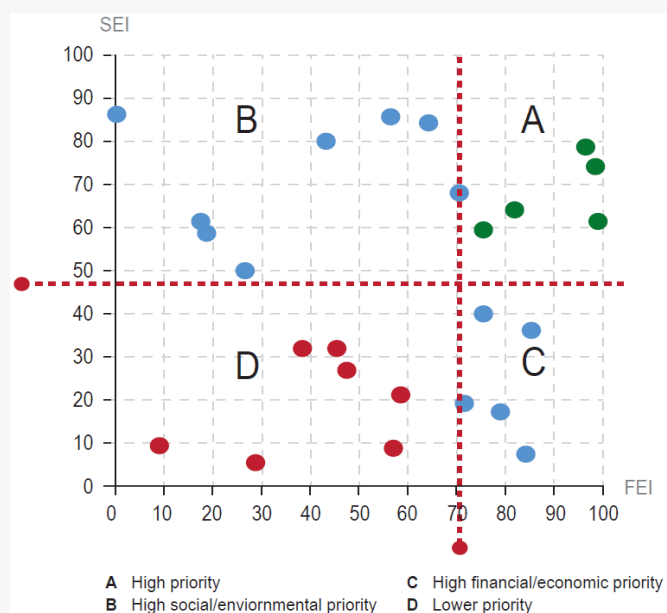 SEI
100
90
80
70
60
50
40
30
20
10
0
B
A
D
C
FEI
0 10 20 30 40 50 60 70 80 90 100
A High priority
C High financial/economic priority
B High social/enviornmental priority
D Lower priority